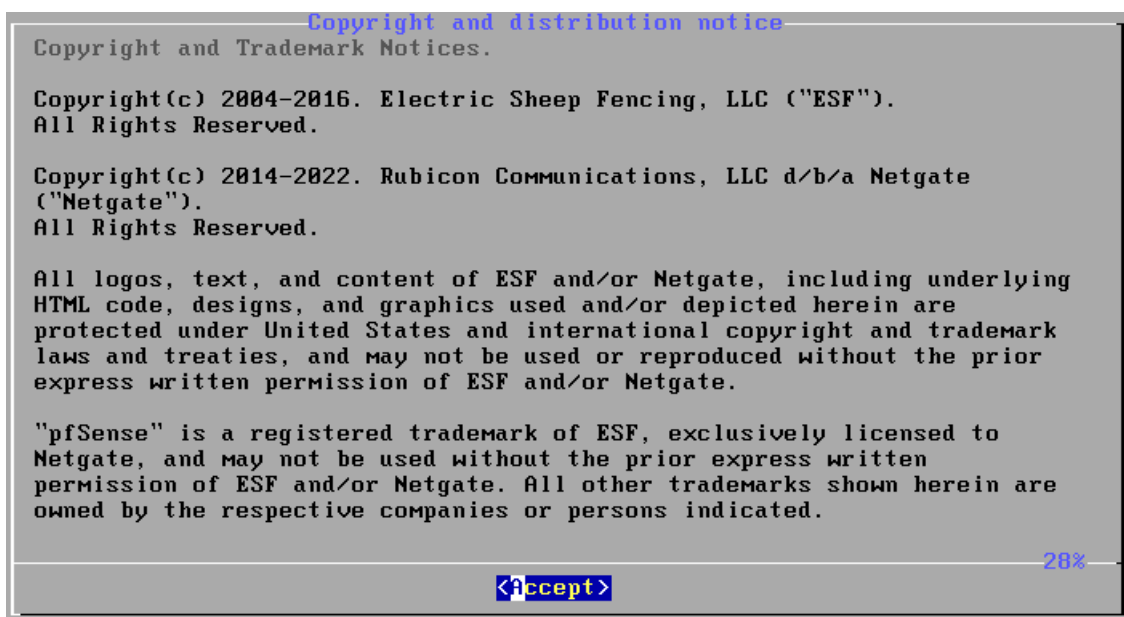 Copyright and distribution notice
Copyright and Trademark Notices.
Copyright(c) 2004-2016. Electric Sheep Fencing, LLC ("ESF").
All Rights Reserved.
Copyright(c) 2014-2022. Rubicon Communications, LLC d/b/a Netgate
("Netgate").
All Rights Reserved.
All logos, text, and content of ESF and/or Netgate, including underlying
HTML code, designs, and graphics used and/or depicted herein are
protected under United States and international copyright and trademark
laws and treaties, and may not be used or reproduced without the prior
express written permission of ESF and/or Netgate.
"pfSense" is a registered trademark of ESF, exclusively licensed to
Netgate, and may not be used without the prior express written
permission of ESF and/or Netgate. All other trademarks shown herein are
owned by the respective companies or persons indicated.
28%
<Accept>